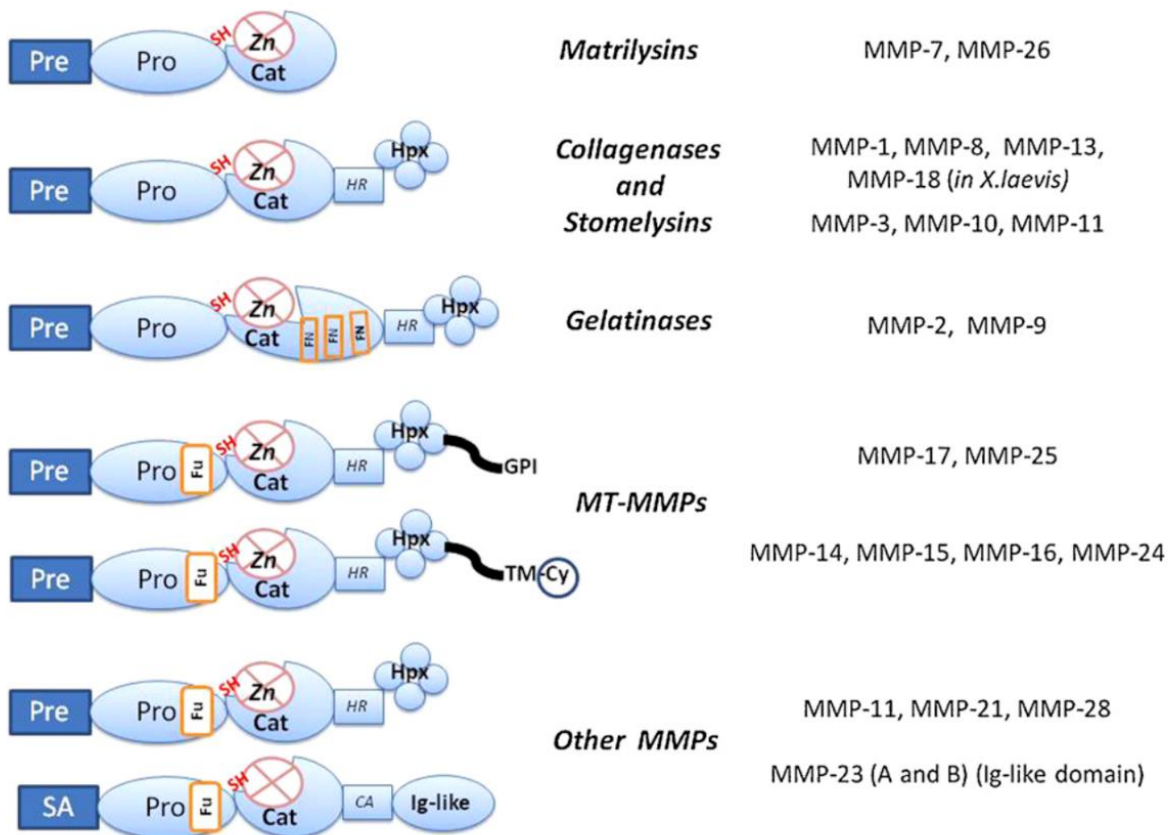 SH
Zn
Pre Pro Cat
Matrilysins
MMP-7, MMP-26
SH
Zn
Hpx
Pre Pro Cat HR
Collagenases
and
Stomelysins
MMP-1, MMP-8, MMP-13,
MMP-18 (in X.laevis)
MMP-3, MMP-10, MMP-11
SH
Zn
Hpx
Pre Pro Cat FN FN FN HR
Gelatinases
MMP-2, MMP-9
SH
Zn
Hpx
Pre Pro Fu Cat HR
GPI
MMP-17, MMP-25
MT-MMPs
SH
Zn
Hpx
Pre Pro Fu Cat HR
TM-Cy
MMP-14, MMP-15, MMP-16, MMP-24
SH
Zn
Hpx
Pre Pro Fu Cat HR
MMP-11, MMP-21, MMP-28
Other MMPs
SH
SA Pro Fu Cat CA Ig-like
MMP-23 (A and B) (Ig-like domain)